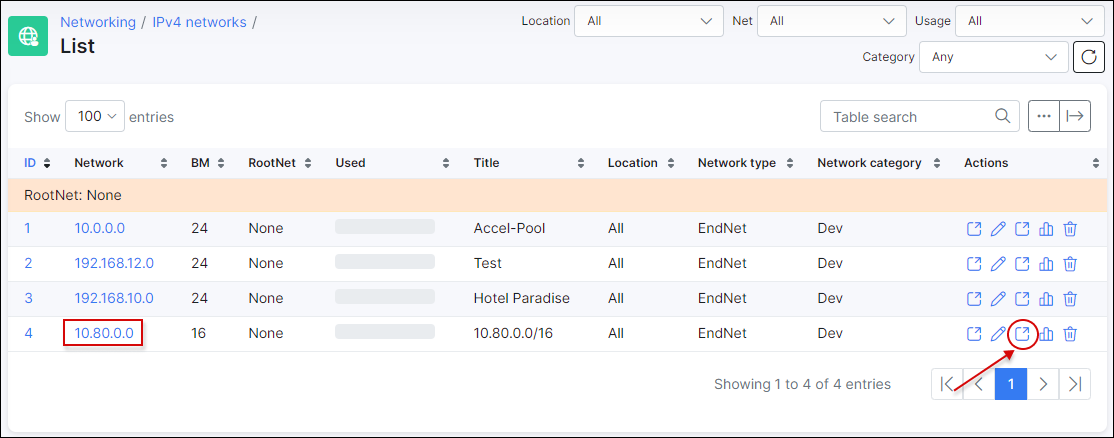 Networking / IPv4 networks /
List
Location All Net All Usage All
Category Any
Show 100 entries Table search
ID Network BM RootNet Used Title Location Network type Network category Actions
RootNet: None
1 10.0.0.0 24 None Accel-Pool All EndNet Dev
2 192.168.12.0 24 None Test All EndNet Dev
3 192.168.10.0 24 None Hotel Paradise All EndNet Dev
4 10.80.0.0 16 None 10.80.0.0/16 All EndNet Dev
Showing 1 to 4 of 4 entries 1